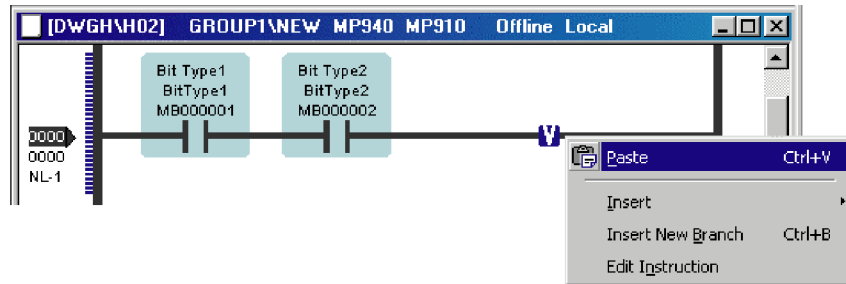 [DWGH\H02] GROUP1\NEW MP940 MP910 Offline Local
Bit Type1 Bit Type2
BitType1 BitType2
MB000001 MB000002
0000
0000
NL-1
V
Paste Ctrl+V
Insert
Insert New Branch Ctrl+B
Edit Instruction